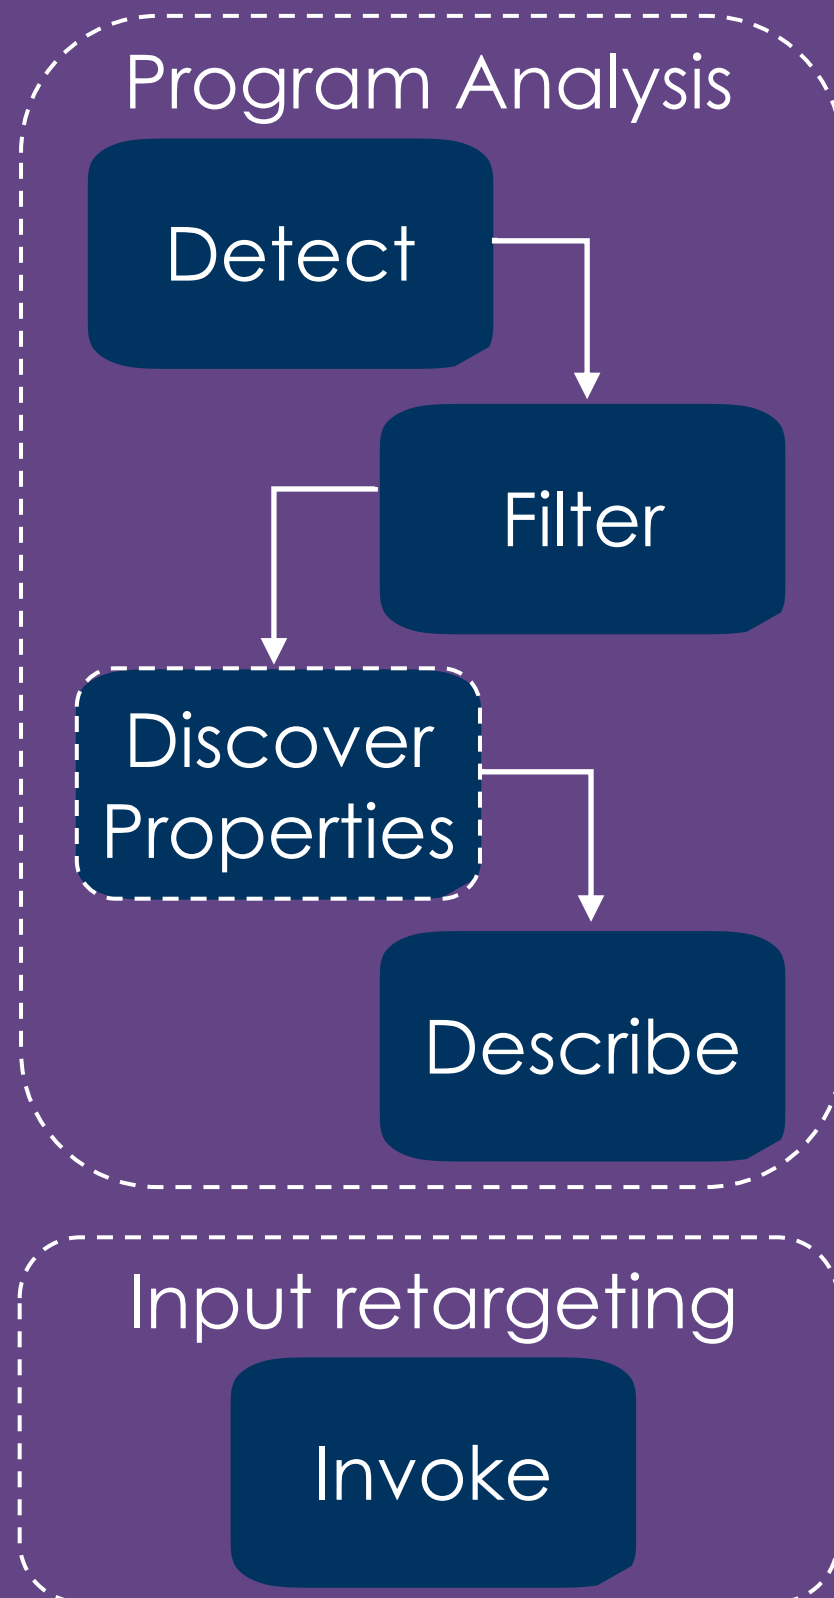 Program Analysis
Detect
Filter
Discover
Properties
Describe
Input retargeting
Invoke